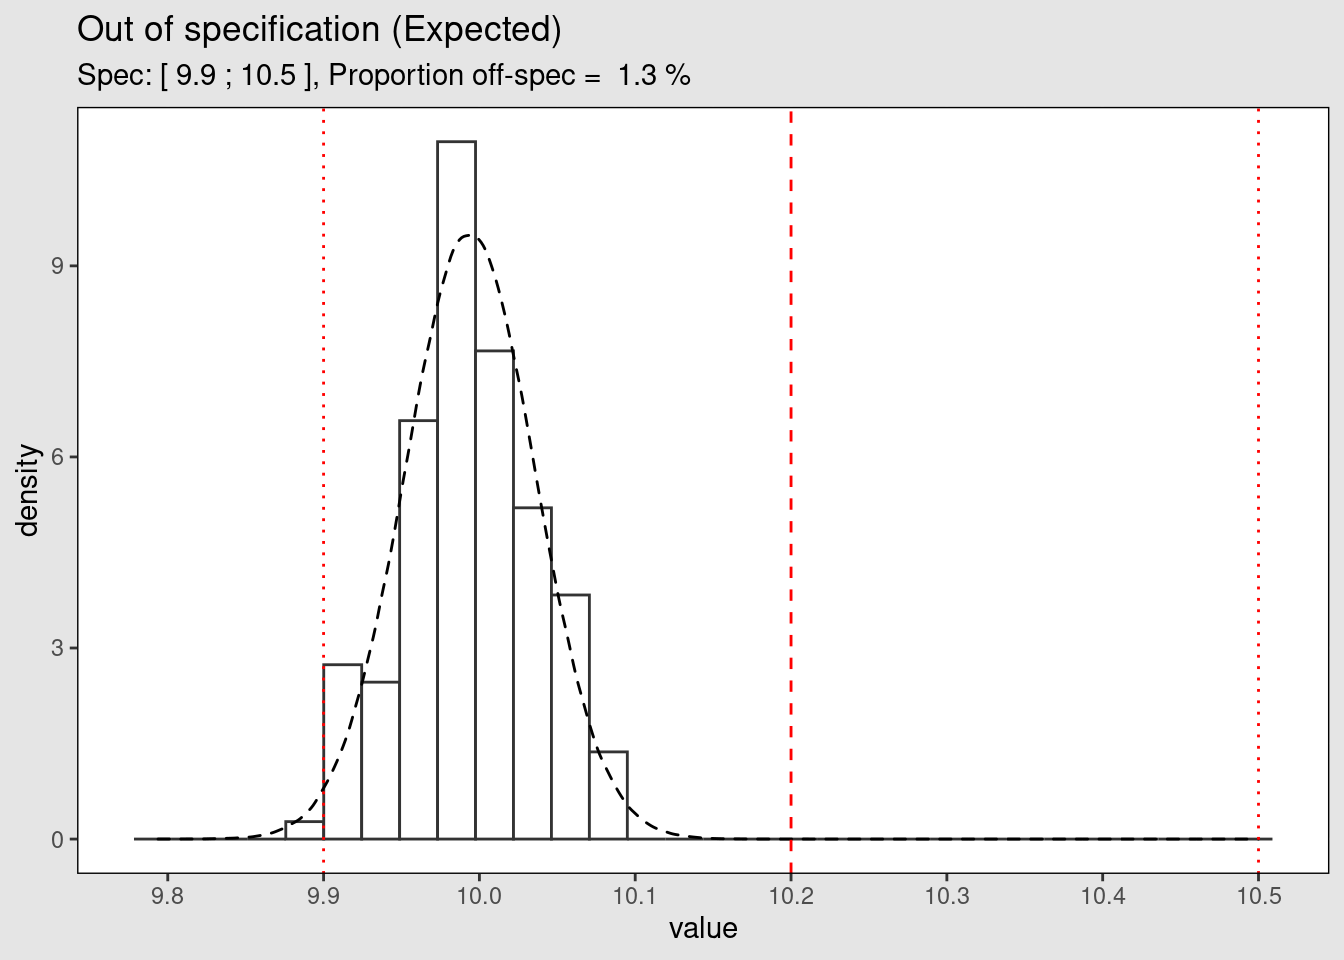 Out of specification (Expected)
Spec: [ 9.9 ; 10.5 ], Proportion off-spec =  1.3 %
density
9
6
3
0
9.8 9.9 10.0 10.1 10.2 10.3 10.4 10.5
value